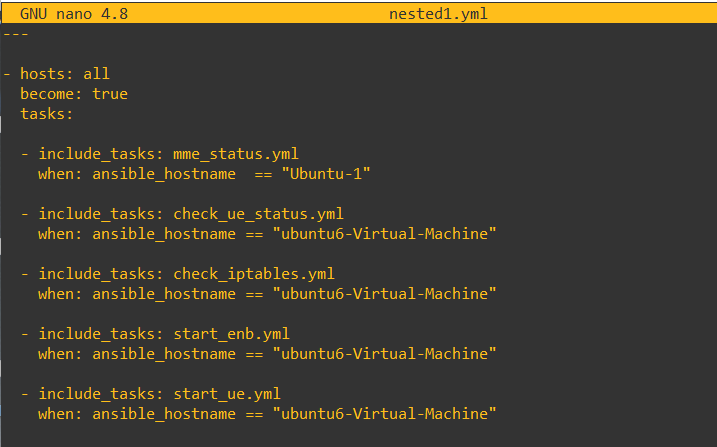 GNU nano 4.8 nested1.yml
---
- hosts: all
become: true
tasks:
- include_tasks: mme_status.yml
when: ansible_hostname  == "Ubuntu-1"
- include_tasks: check_ue_status.yml
when: ansible_hostname == "ubuntu6-Virtual-Machine"
- include_tasks: check_iptables.yml
when: ansible_hostname == "ubuntu6-Virtual-Machine"
- include_tasks: start_enb.yml
when: ansible_hostname == "ubuntu6-Virtual-Machine"
- include_tasks: start_ue.yml
when: ansible_hostname == "ubuntu6-Virtual-Machine"